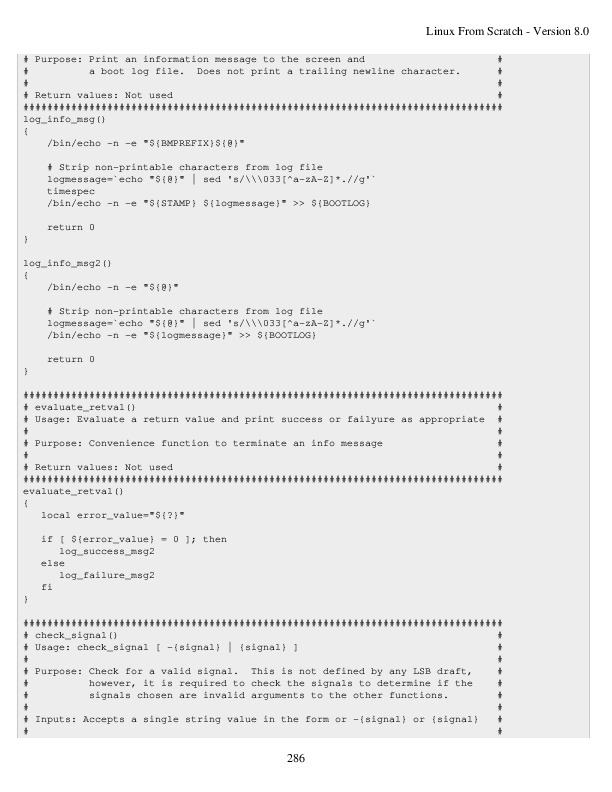 Linux From Scratch - Version 8.0
# Purpose: Print an information message to the screen and                      #
#          a boot log file.  Does not print a trailing newline character.      #
#                                                                              #
# Return values: Not used                                                      #
################################################################################
log_info_msg()
{
    /bin/echo -n -e "${BMPREFIX}${@}"

    # Strip non-printable characters from log file
    logmessage=`echo "${@}" | sed 's/\\\033[^a-zA-Z]*.//g'`
    timespec
    /bin/echo -n -e "${STAMP} ${logmessage}" >> ${BOOTLOG}

    return 0
}

log_info_msg2()
{
    /bin/echo -n -e "${@}"

    # Strip non-printable characters from log file
    logmessage=`echo "${@}" | sed 's/\\\033[^a-zA-Z]*.//g'`
    /bin/echo -n -e "${logmessage}" >> ${BOOTLOG}

    return 0
}

################################################################################
# evaluate_retval()                                                            #
# Usage: Evaluate a return value and print success or failyure as appropriate  #
#                                                                              #
# Purpose: Convenience function to terminate an info message                   #
#                                                                              #
# Return values: Not used                                                      #
################################################################################
evaluate_retval()
{
   local error_value="${?}"

   if [ ${error_value} = 0 ]; then
      log_success_msg2
   else
      log_failure_msg2
   fi
}

################################################################################
# check_signal()                                                               #
# Usage: check_signal [ -{signal} | {signal} ]                                 #
#                                                                              #
# Purpose: Check for a valid signal.  This is not defined by any LSB draft,    #
#          however, it is required to check the signals to determine if the    #
#          signals chosen are invalid arguments to the other functions.        #
#                                                                              #
# Inputs: Accepts a single string value in the form or -{signal} or {signal}   #
#                                                                              #
286